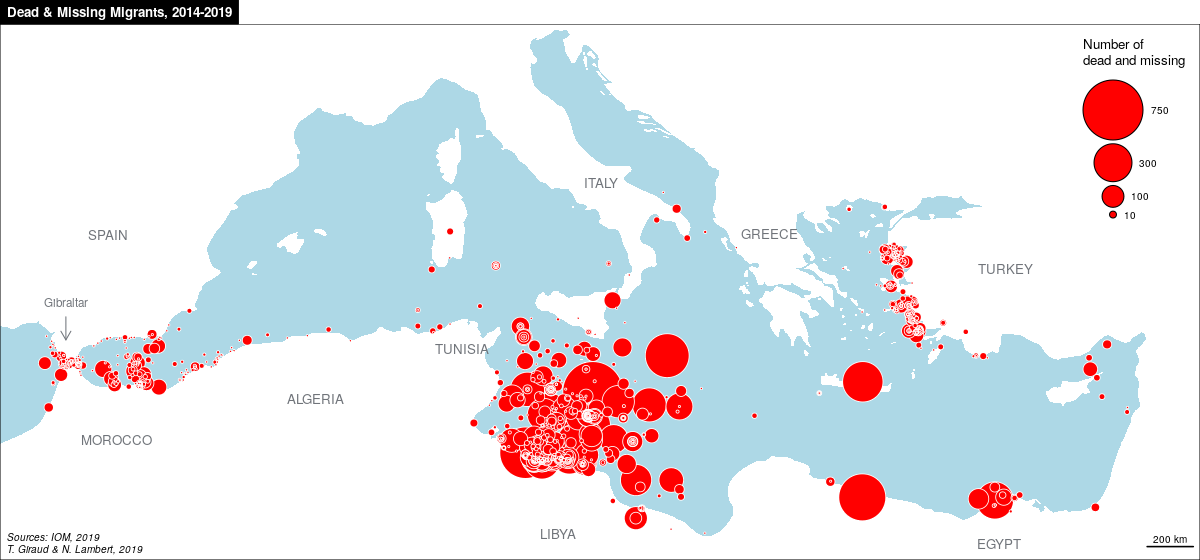 Dead & Missing Migrants, 2014-2019
Number of
dead and missing
750
300
100
10
ITALY
SPAIN
GREECE
TURKEY
Gibraltar
TUNISIA
ALGERIA
MOROCCO
LIBYA
EGYPT
Sources: IOM, 2019
T. Giraud & N. Lambert, 2019
200 km